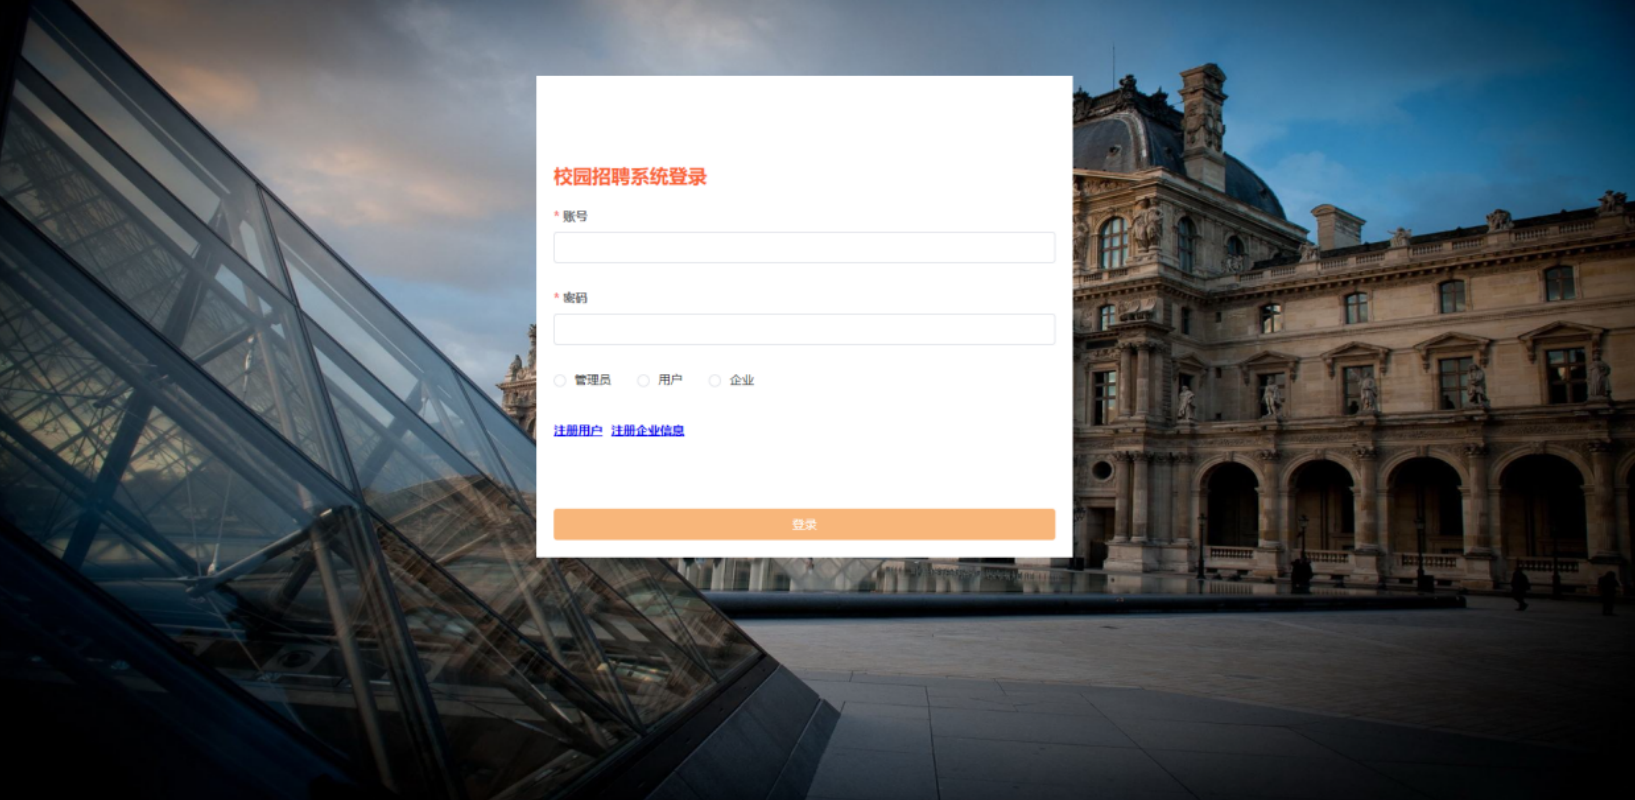 校园招聘系统登录
* 账号
* 密码
管理员 用户 企业
注册用户 注册企业信息
登录